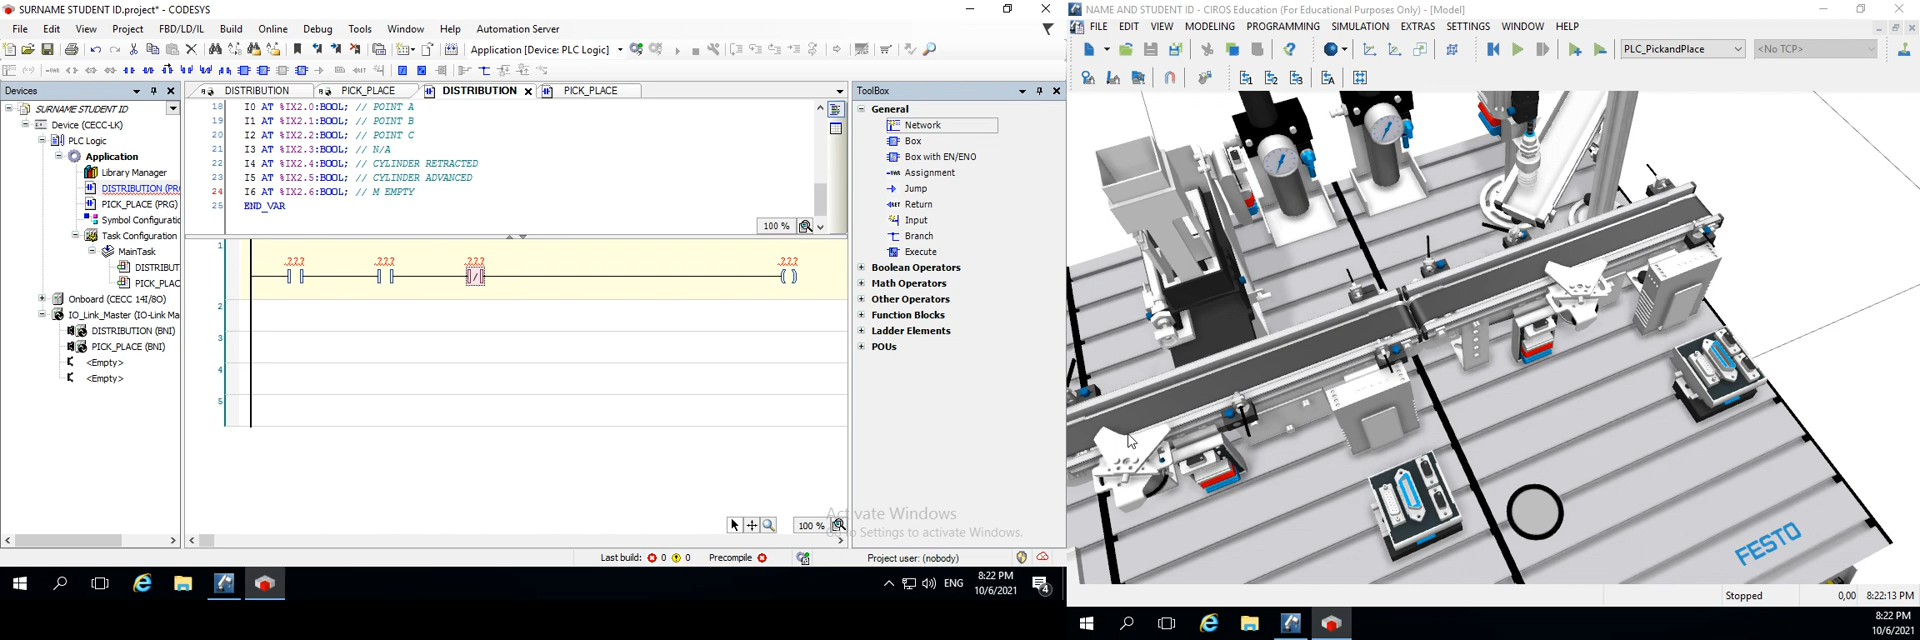 SURNAME STUDENT ID.project* - CODESYS
File Edit View Project FBD/LD/IL Build Online Debug Tools Window Help Automation Server
Application [Device: PLC Logic]
Devices
SURNAME STUDENT ID
Device (CECC-LK)
PLC Logic
Application
Library Manager
DISTRIBUTION (PR
PICK_PLACE (PRG)
Symbol Configuratio
Task Configuration
MainTask
DISTRIBUT
PICK_PLAC
Onboard (CECC 14I/8O)
IO_Link_Master (IO-Link Ma
DISTRIBUTION (BNI)
PICK_PLACE (BNI)
<Empty>
<Empty>
DISTRIBUTION PICK_PLACE DISTRIBUTION PICK_PLACE
18 I0 AT %IX2.0:BOOL; // POINT A
19 I1 AT %IX2.1:BOOL; // POINT B
20 I2 AT %IX2.2:BOOL; // POINT C
21 I3 AT %IX2.3:BOOL; // N/A
22 I4 AT %IX2.4:BOOL; // CYLINDER RETRACTED
23 I5 AT %IX2.5:BOOL; // CYLINDER ADVANCED
24 I6 AT %IX2.6:BOOL; // M EMPTY
25 END_VAR
100 %
1
??? ??? ??? ???
2
3
4
5
100 %
ToolBox
General
Network
Box
Box with EN/ENO
Assignment
Jump
Return
Input
Branch
Execute
Boolean Operators
Math Operators
Other Operators
Function Blocks
Ladder Elements
POUs
Activate Windows
Go to Settings to activate Windows.
Last build: 0 0 Precompile Project user: (nobody)
ENG
8:22 PM
10/6/2021
4
NAME AND STUDENT ID - CIROS Education (For Educational Purposes Only) - [Model]
FILE EDIT VIEW MODELING PROGRAMMING SIMULATION EXTRAS SETTINGS WINDOW HELP
PLC_PickandPlace <No TCP>
FESTO
Stopped 0,00 8:22:13 PM
8:22 PM
10/6/2021